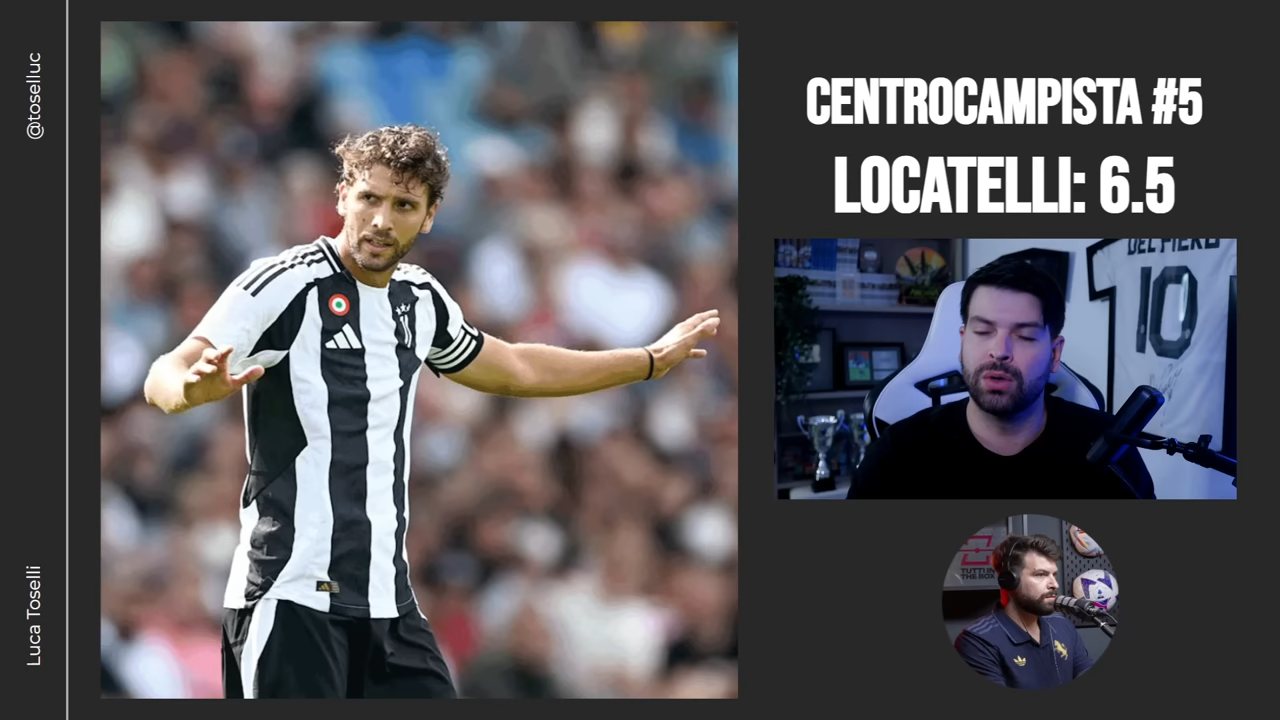 @toselluc
Luca Toselli
CENTROCAMPISTA #5
LOCATELLI: 6.5
DEL PIERO
10
TUTTI IN
THE BOX